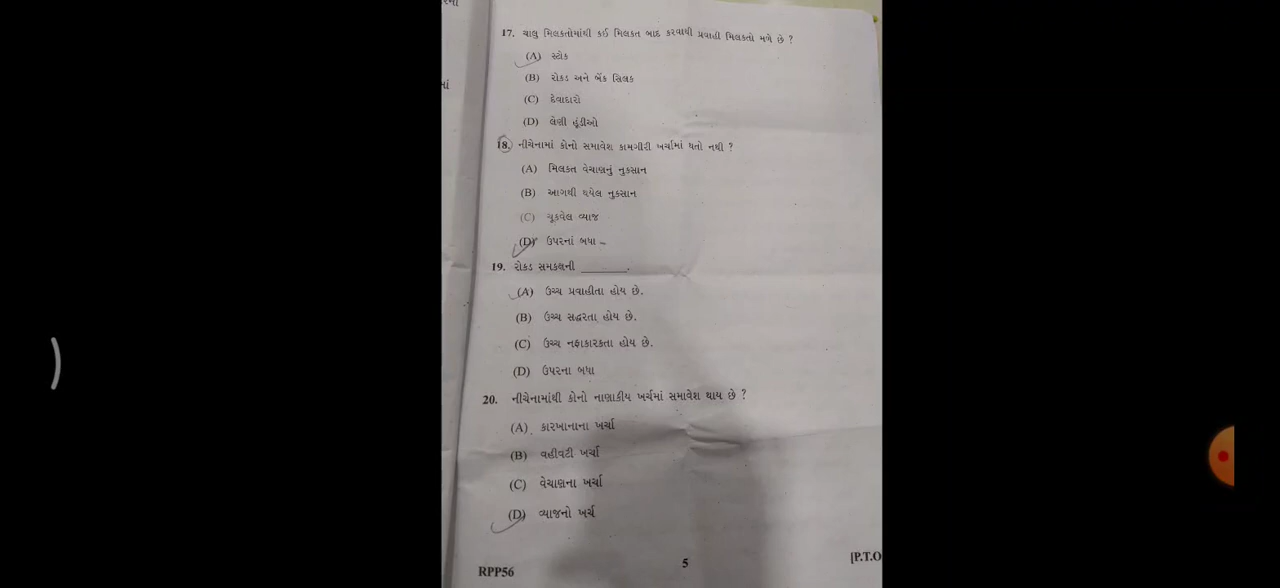 17. ચાલુ મિલકતોમાંથી કઈ મિલકત બાદ કરવાથી પ્રવાહી મિલકતો મળે છે ?
(A) સ્ટોક
(B) રોકડ અને બેંક સિલક
(C) દેવાદારો
(D) લેણી હૂંડીઓ
18. નીચેનામાં કોનો સમાવેશ કામગીરી ખર્ચમાં થતો નથી ?
(A) મિલકત વેચાણનું નુકસાન
(B) આગથી થયેલ નુકસાન
(C) ચૂકવેલ વ્યાજ
(D) ઉપરનાં બધા
19. રોકડ સમકક્ષની ______.
(A) ઉચ્ચ પ્રવાહીતા હોય છે.
(B) ઉચ્ચ સદ્ધરતા હોય છે.
(C) ઉચ્ચ નફાકારકતા હોય છે.
(D) ઉપરના બધા
20. નીચેનામાંથી કોનો નાણાકીય ખર્ચમાં સમાવેશ થાય છે ?
(A) કારખાનાના ખર્ચા
(B) વહીવટી ખર્ચા
(C) વેચાણના ખર્ચા
(D) વ્યાજનો ખર્ચ
RPP56 5 [P.T.O